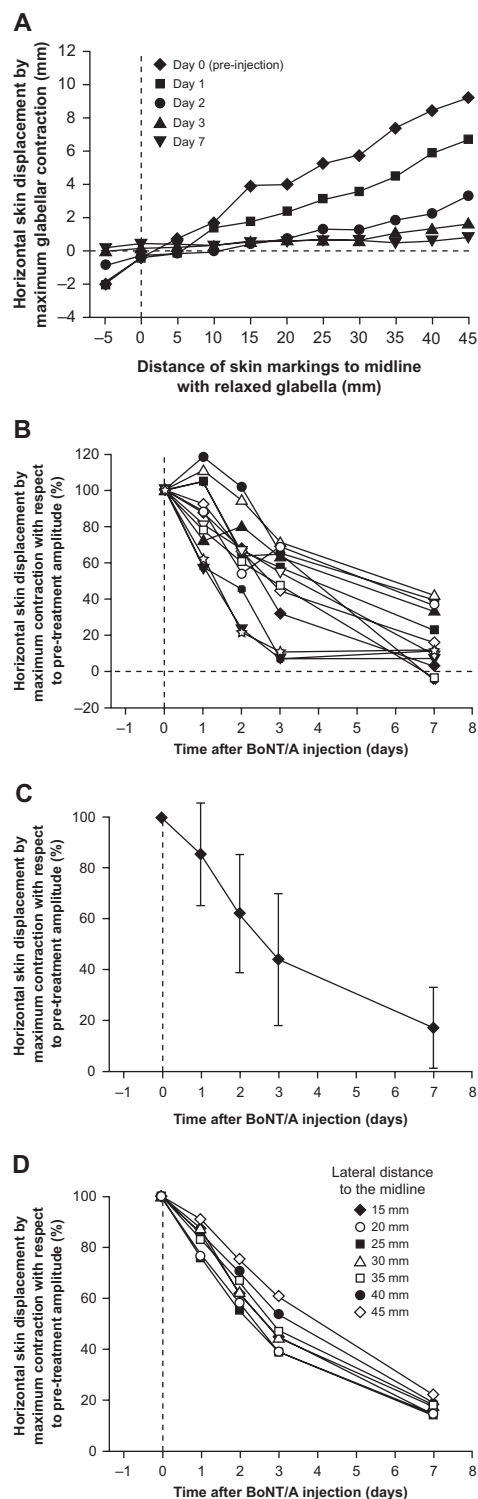 A
Horizontal skin displacement by
maximum glabellar contraction (mm)
12
10
8
6
4
2
0
−2
−4
Day 0 (pre-injection)
Day 1
Day 2
Day 3
Day 7
−5 0 5 10 15 20 25 30 35 40 45
Distance of skin markings to midline
with relaxed glabella (mm)
B
Horizontal skin displacement by
maximum contraction with respect
to pre-treatment amplitude (%)
120
100
80
60
40
20
0
−20
−1 0 1 2 3 4 5 6 7 8
Time after BoNT/A injection (days)
C
Horizontal skin displacement by
maximum contraction with respect
to pre-treatment amplitude (%)
100
80
60
40
20
0
−1 0 1 2 3 4 5 6 7 8
Time after BoNT/A injection (days)
D
Horizontal skin displacement by
maximum contraction with respect
to pre-treatment amplitude (%)
100
80
60
40
20
0
Lateral distance
to the midline
15 mm
20 mm
25 mm
30 mm
35 mm
40 mm
45 mm
−1 0 1 2 3 4 5 6 7 8
Time after BoNT/A injection (days)